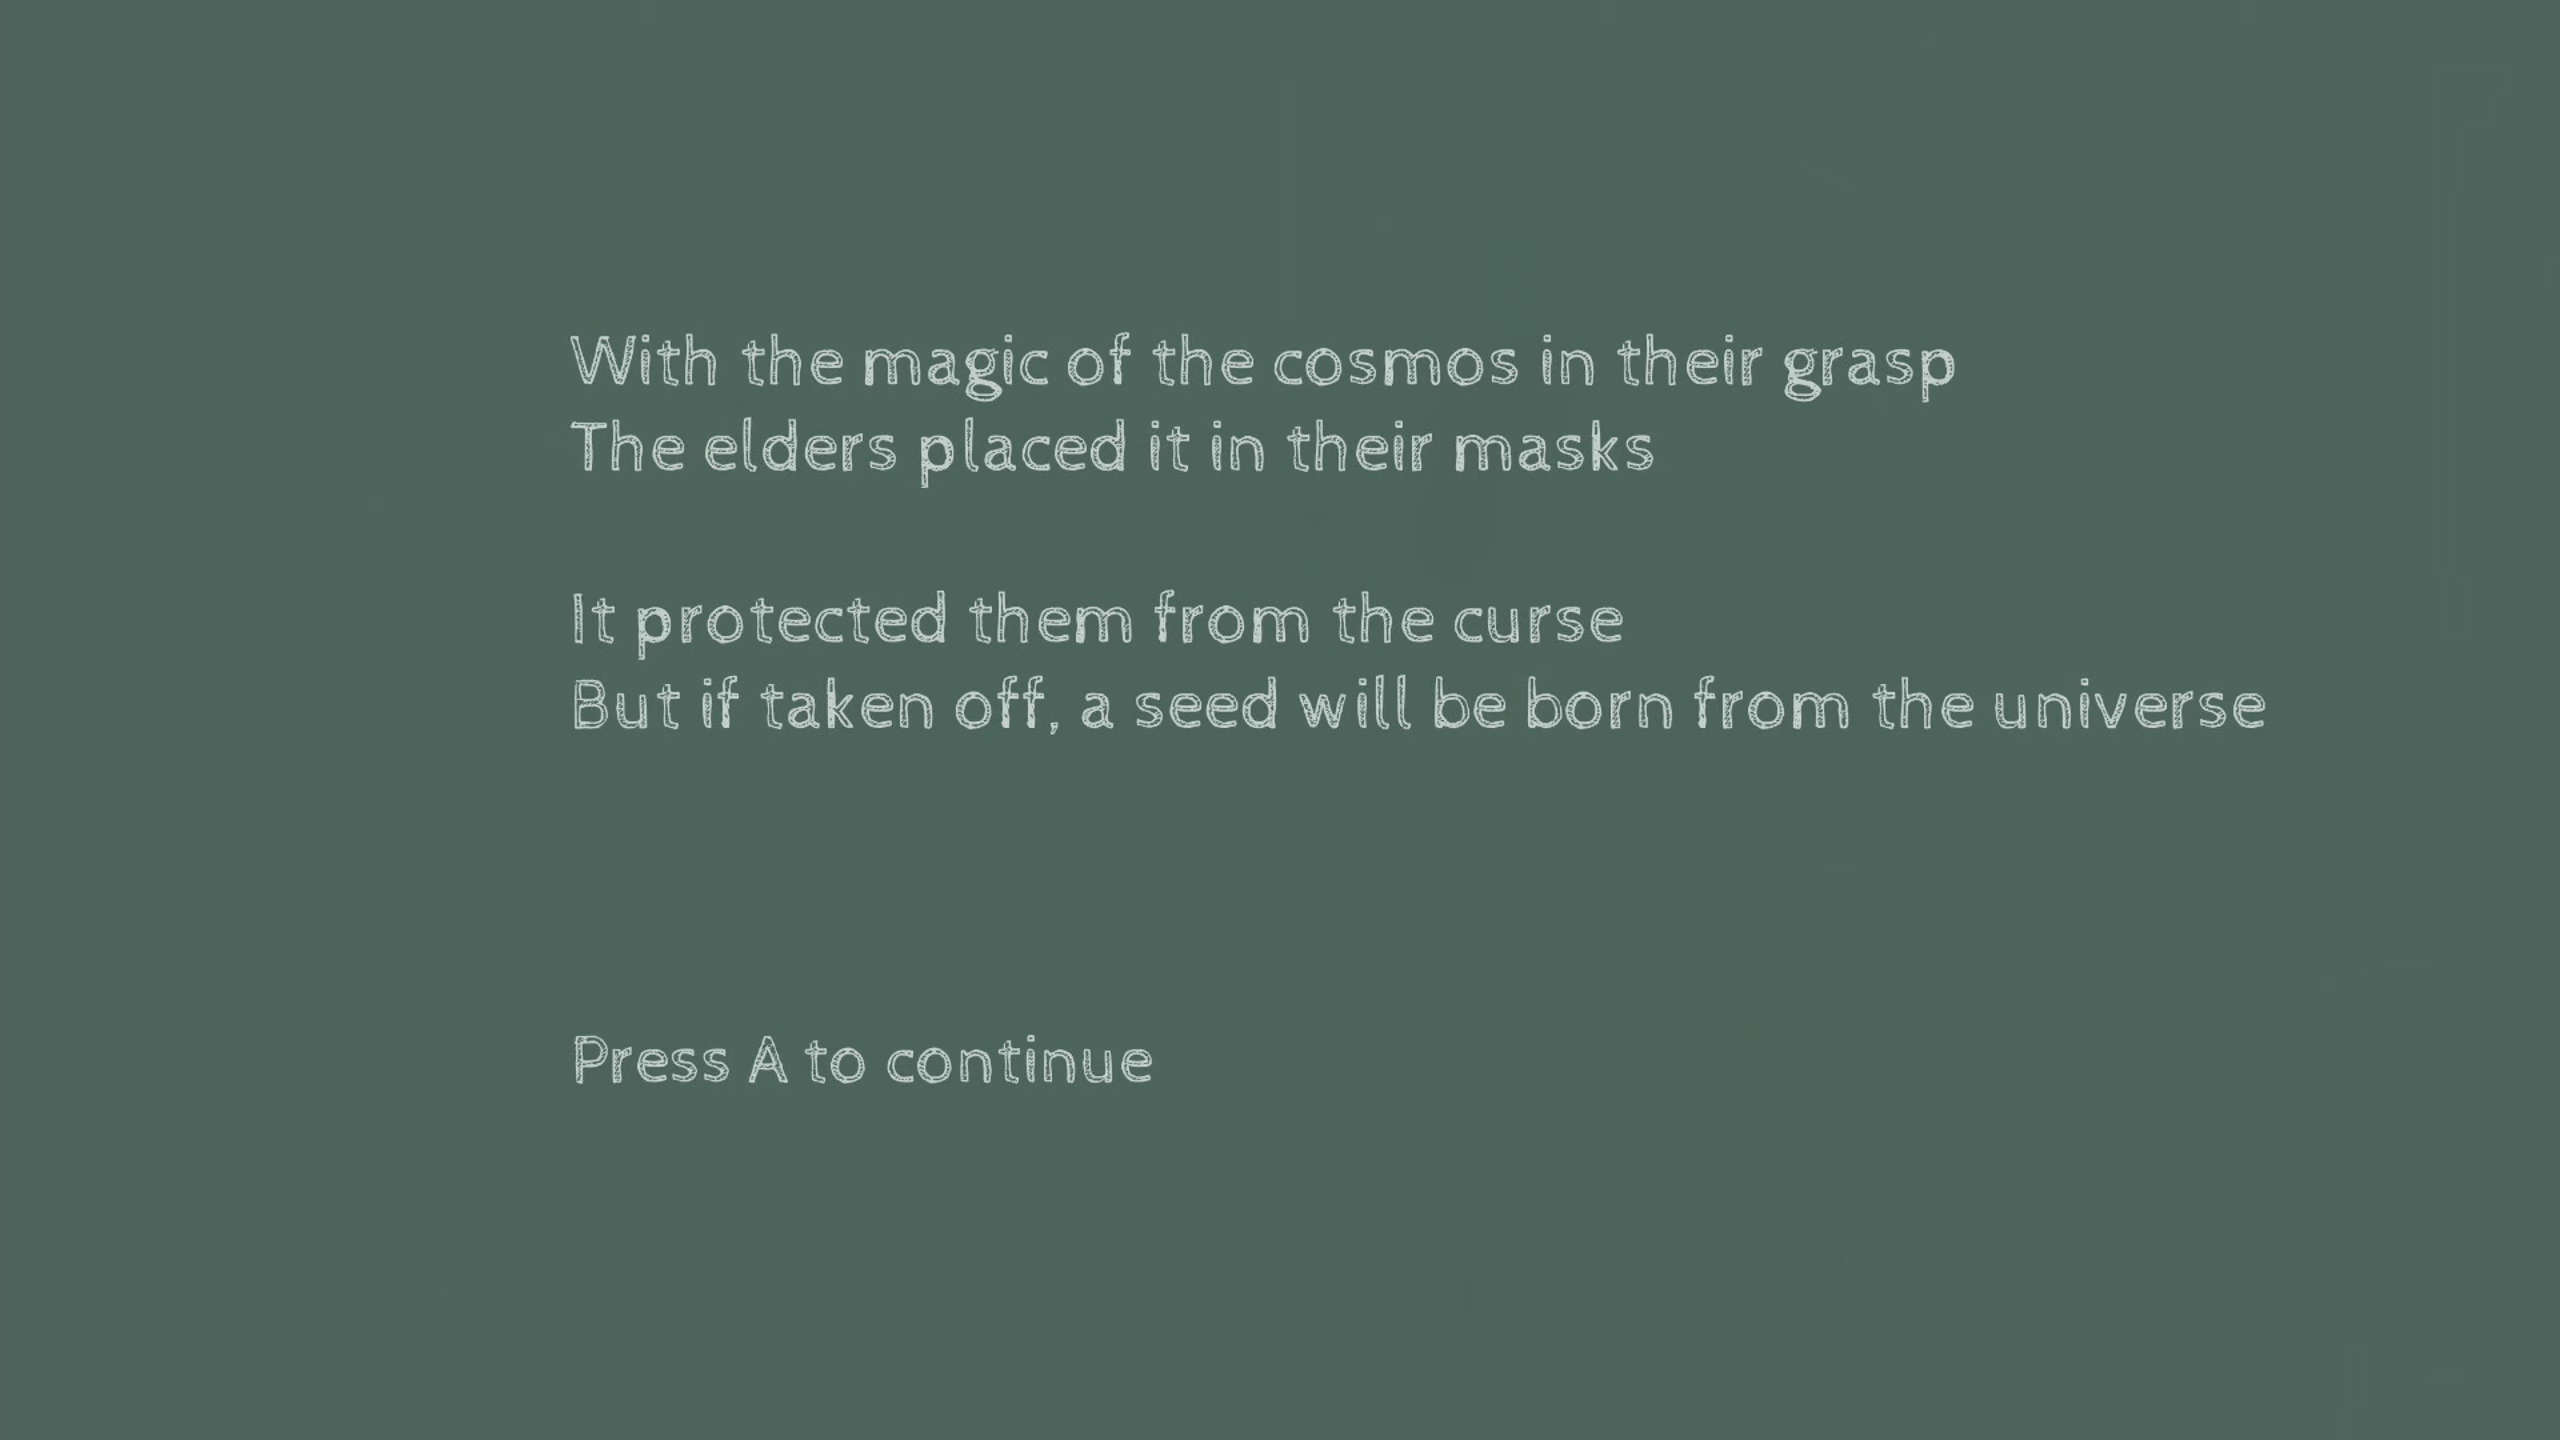 With the magic of the cosmos in their grasp
The elders placed it in their masks
It protected them from the curse
But if taken off, a seed will be born from the universe
Press A to continue